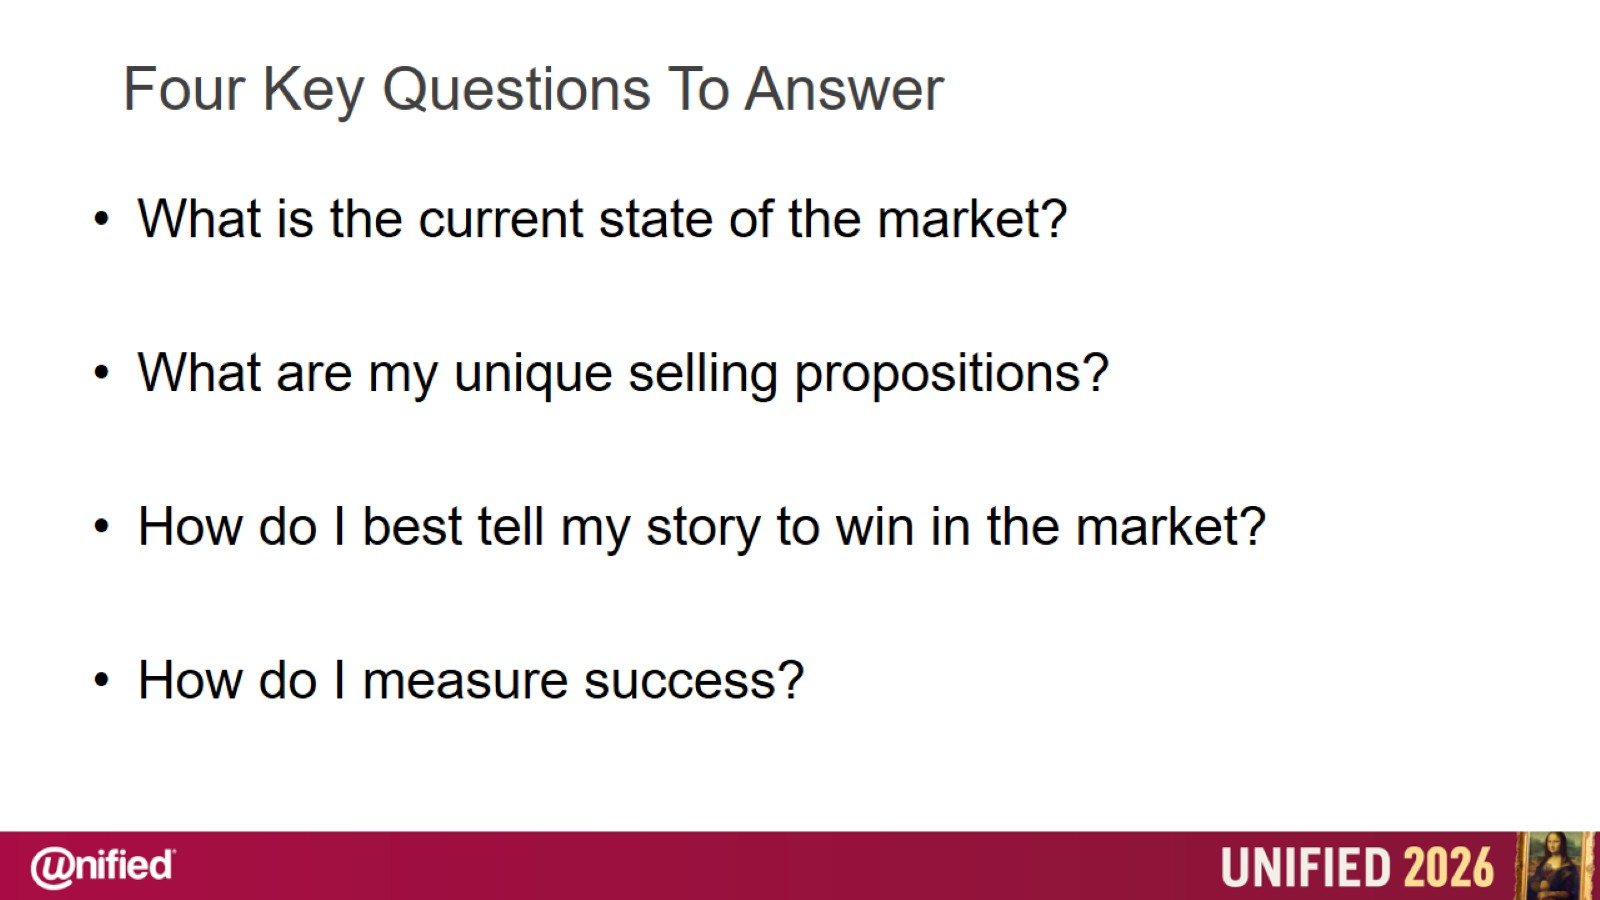 Four Key Questions To Answer
• What is the current state of the market?
• What are my unique selling propositions?
• How do I best tell my story to win in the market?
• How do I measure success?
@unified®
UNIFIED 2026